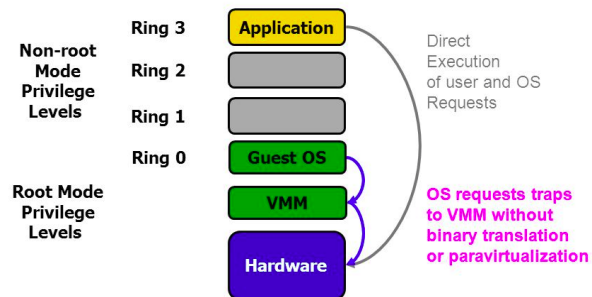 Non-root
Mode
Privilege
Levels
Ring 3
Application
Ring 2
Ring 1
Ring 0
Guest OS
Direct
Execution
of user and OS
Requests
Root Mode
Privilege
Levels
VMM
Hardware
OS requests traps
to VMM without
binary translation
or paravirtualization